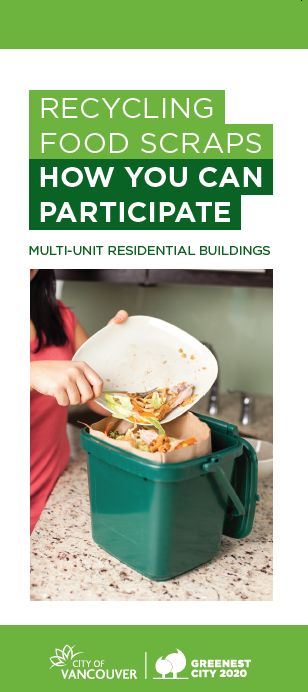 RECYCLING
FOOD SCRAPS
HOW YOU CAN
PARTICIPATE
MULTI-UNIT RESIDENTIAL BUILDINGS
CITY OF
VANCOUVER
GREENEST
CITY 2020